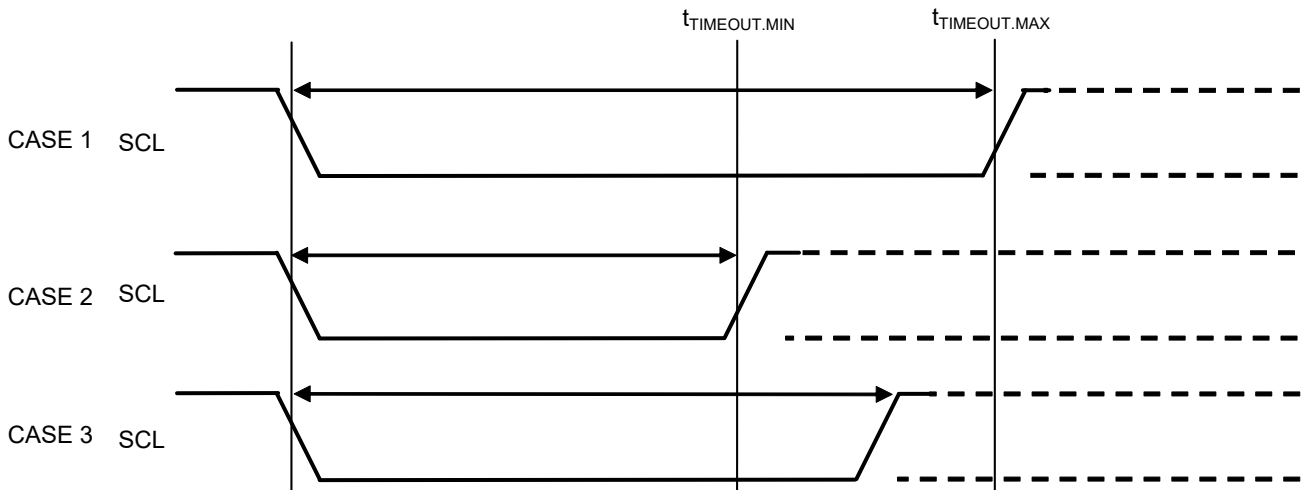 tTIMEOUT.MIN
tTIMEOUT.MAX
CASE 1 SCL
CASE 2 SCL
CASE 3 SCL